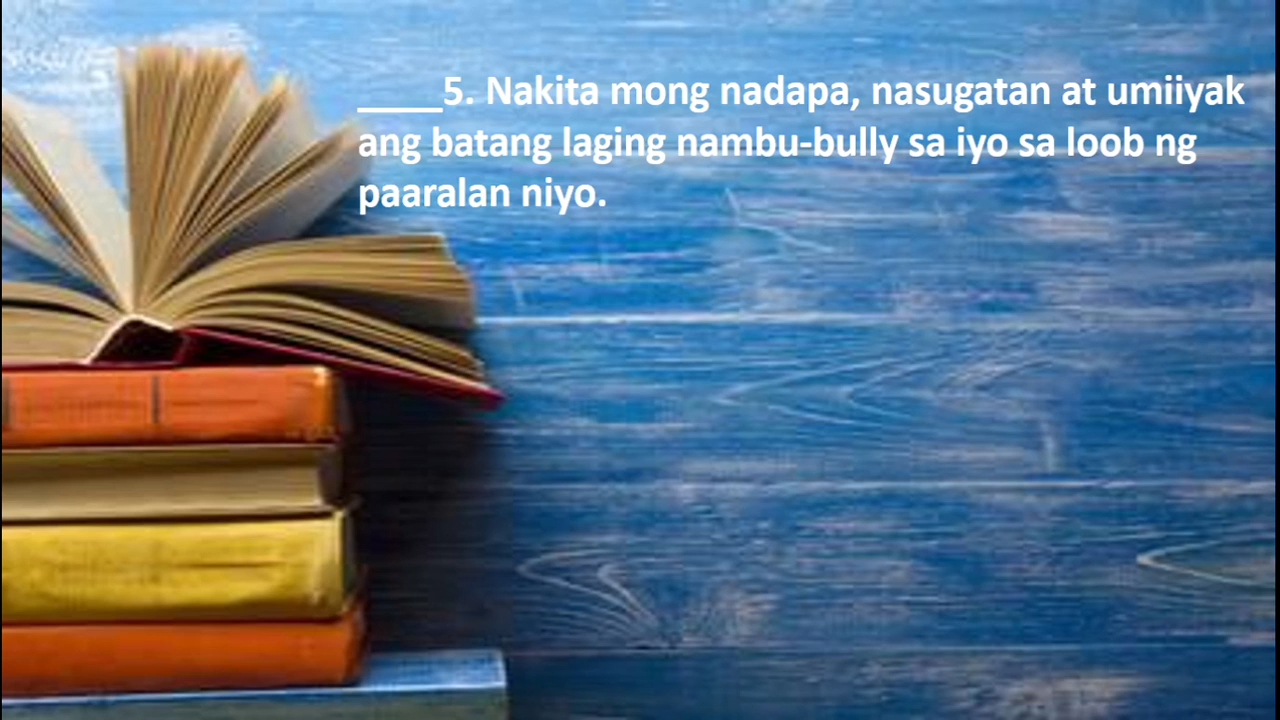 ____5. Nakita mong nadapa, nasugatan at umiiyak
ang batang laging nambu-bully sa iyo sa loob ng
paaralan niyo.